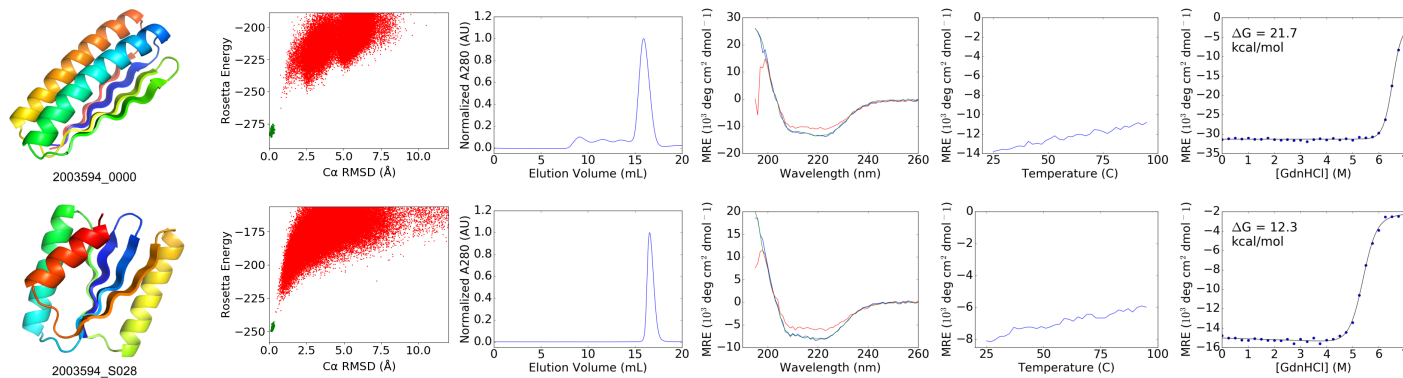 2003594_0000
Rosetta Energy
−200
−225
−250
−275
0.0 2.5 5.0 7.5 10.0
Cα RMSD (Å)
Normalized A280 (AU)
1.2
1.0
0.8
0.6
0.4
0.2
0.0
0 5 10 15 20
Elution Volume (mL)
MRE (10³ deg cm² dmol⁻¹)
30
20
10
0
−10
−20
200 210 220 230 240 250 260
Wavelength (nm)
MRE (10³ deg cm² dmol⁻¹)
0
−2
−4
−6
−8
−10
−12
−14
25 50 75 100
Temperature (C)
MRE (10³ deg cm² dmol⁻¹)
0
−5
−10
−15
−20
−25
−30
−35
0 1 2 3 4 5 6 7
[GdnHCl] (M)
ΔG = 21.7
kcal/mol
2003594_S028
Rosetta Energy
−175
−200
−225
−250
0.0 2.5 5.0 7.5 10.0
Cα RMSD (Å)
Normalized A280 (AU)
1.2
1.0
0.8
0.6
0.4
0.2
0.0
0 5 10 15 20
Elution Volume (mL)
MRE (10³ deg cm² dmol⁻¹)
20
15
10
5
0
−5
−10
200 210 220 230 240 250 260
Wavelength (nm)
MRE (10³ deg cm² dmol⁻¹)
0
−2
−4
−6
−8
25 50 75 100
Temperature (C)
MRE (10³ deg cm² dmol⁻¹)
−2
−4
−6
−8
−10
−12
−14
−16
0 1 2 3 4 5 6 7
[GdnHCl] (M)
ΔG = 12.3
kcal/mol